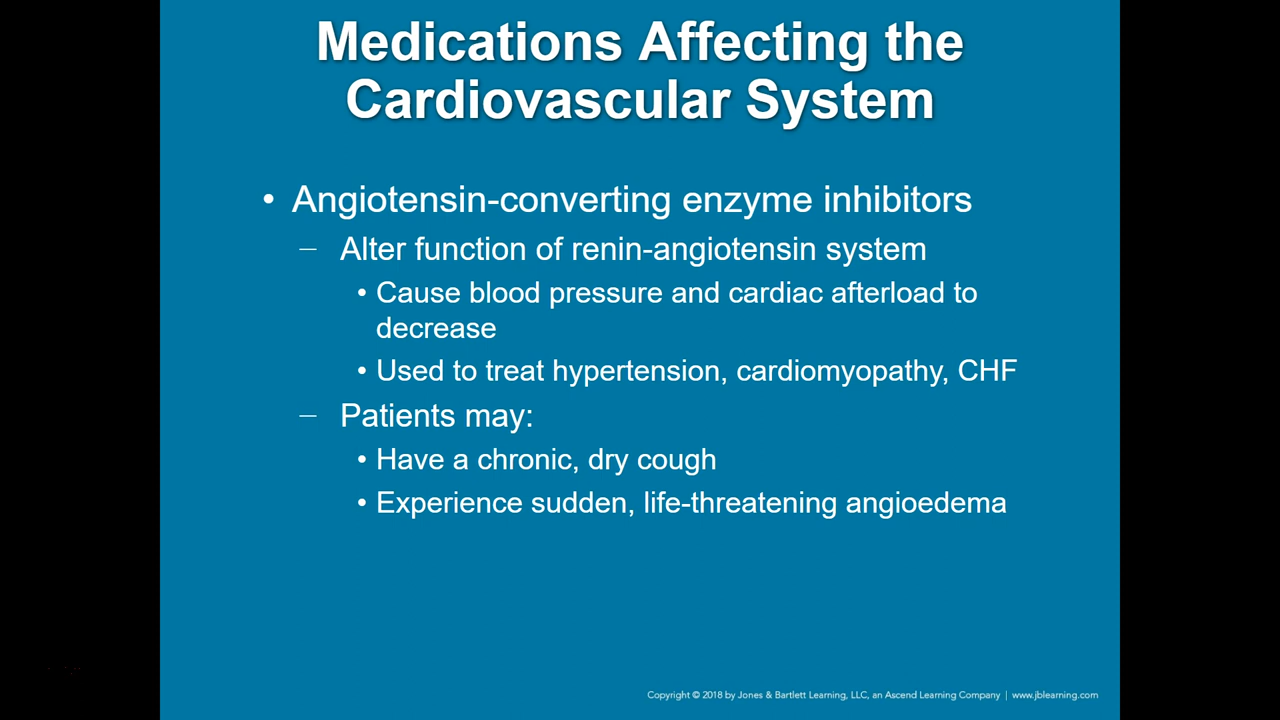 Medications Affecting the
Cardiovascular System
• Angiotensin-converting enzyme inhibitors
– Alter function of renin-angiotensin system
• Cause blood pressure and cardiac afterload to
decrease
• Used to treat hypertension, cardiomyopathy, CHF
– Patients may:
• Have a chronic, dry cough
• Experience sudden, life-threatening angioedema
Copyright © 2018 by Jones & Bartlett Learning, LLC, an Ascend Learning Company | www.jblearning.com